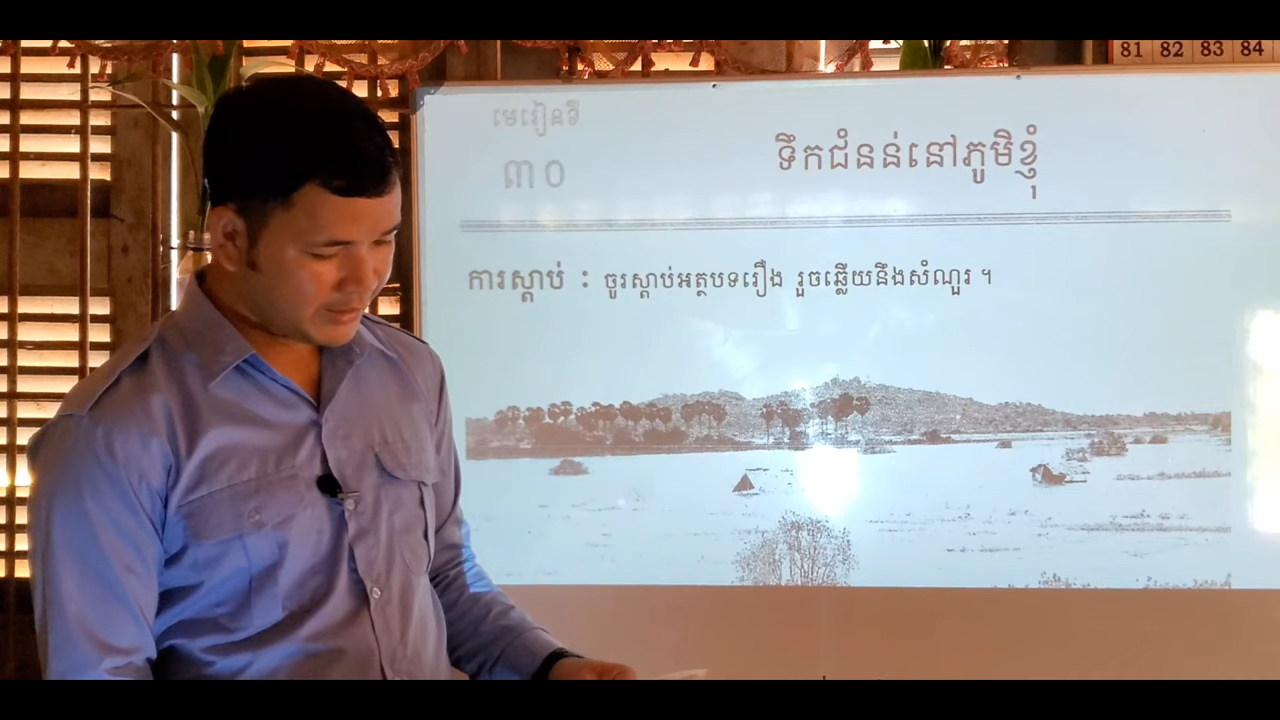 81 82 83 84
មេរៀនទី
៣០
ទឹកជំនន់នៅភូមិខ្ញុំ
ការស្ដាប់ ៖ ចូរស្ដាប់អត្ថបទរឿង រួចឆ្លើយនឹងសំណួរ ។